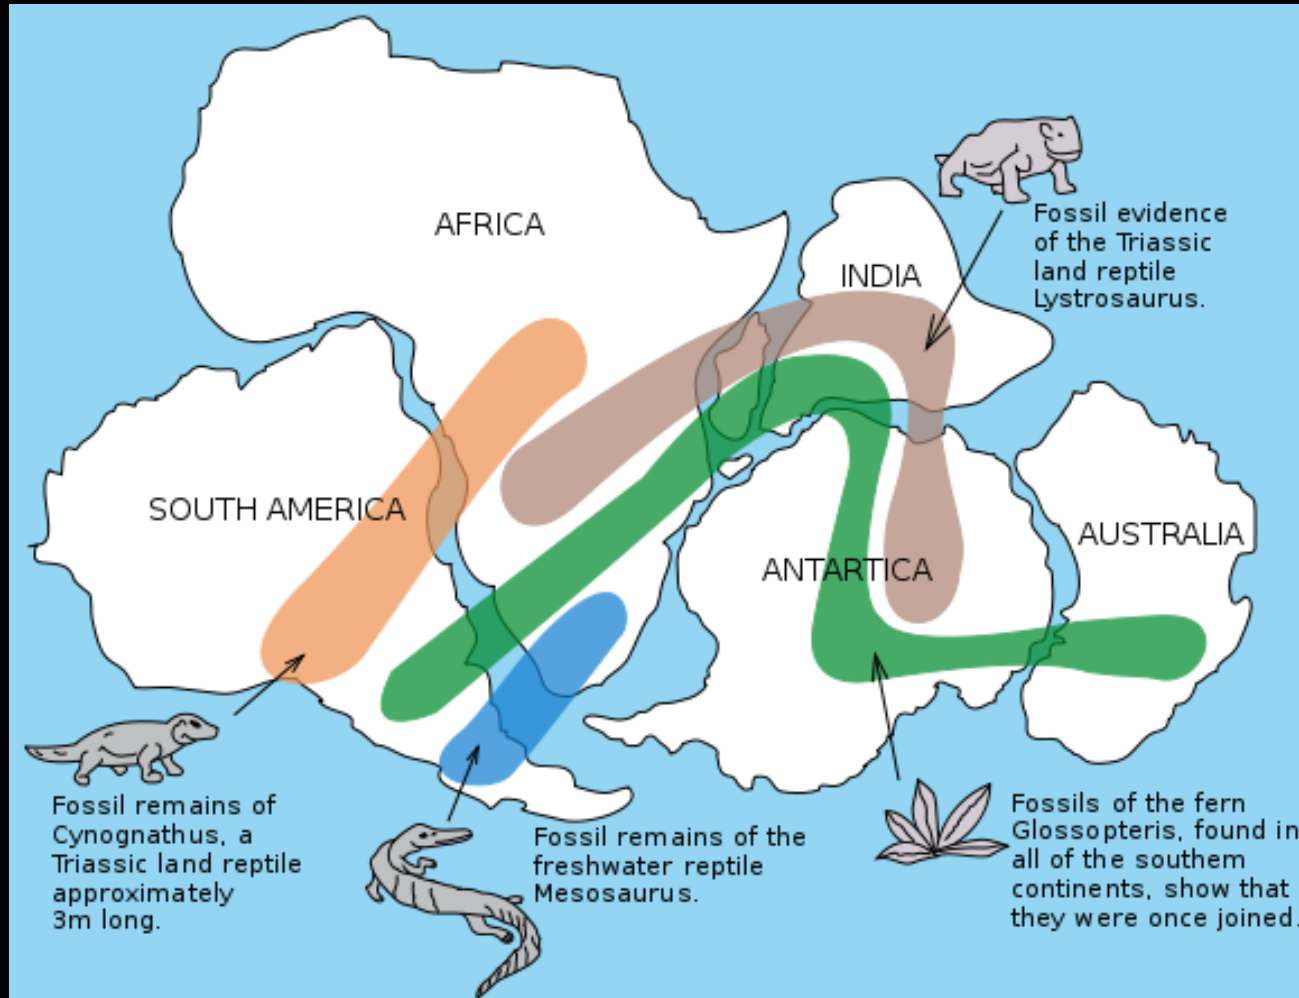 AFRICA
INDIA
Fossil evidence
of the Triassic
land reptile
Lystrosaurus.
SOUTH AMERICA
ANTARTICA
AUSTRALIA
Fossil remains of
Cynognathus, a
Triassic land reptile
approximately
3m long.
Fossil remains of the
freshwater reptile
Mesosaurus.
Fossils of the fern
Glossopteris, found in
all of the southem
continents, show that
they were once joined.